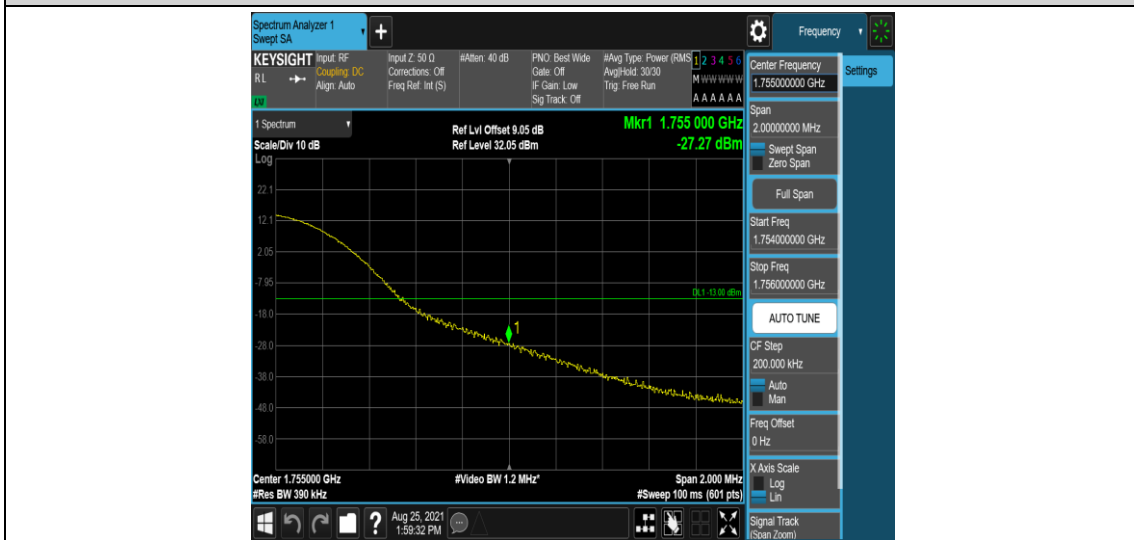 Spectrum Analyzer 1
Swept SA
+
Frequency
KEYSIGHT
RL
LXI
Input: RF
Coupling: DC
Align: Auto
Input Z: 50 Ω
Corrections: Off
Freq Ref: Int (S)
#Atten: 40 dB
PNO: Best Wide
Gate: Off
IF Gain: Low
Sig Track: Off
#Avg Type: Power (RMS
Avg|Hold: 30/30
Trig: Free Run
1 2 3 4 5 6
M W W W W W
A A A A A A
1 Spectrum
Scale/Div 10 dB
Log
Ref Lvl Offset 9.05 dB
Ref Level 32.05 dBm
Mkr1 1.755 000 GHz
-27.27 dBm
22.1
12.1
2.05
-7.95
-18.0
-28.0
-38.0
-48.0
-58.0
DL1 -13.00 dBm
1
Center 1.755000 GHz
#Res BW 390 kHz
#Video BW 1.2 MHz*
Span 2.000 MHz
#Sweep 100 ms (601 pts)
?
Aug 25, 2021
1:59:32 PM
Center Frequency
1.755000000 GHz
Settings
Span
2.00000000 MHz
Swept Span
Zero Span
Full Span
Start Freq
1.754000000 GHz
Stop Freq
1.756000000 GHz
AUTO TUNE
CF Step
200.000 kHz
Auto
Man
Freq Offset
0 Hz
X Axis Scale
Log
Lin
Signal Track
(Span Zoom)